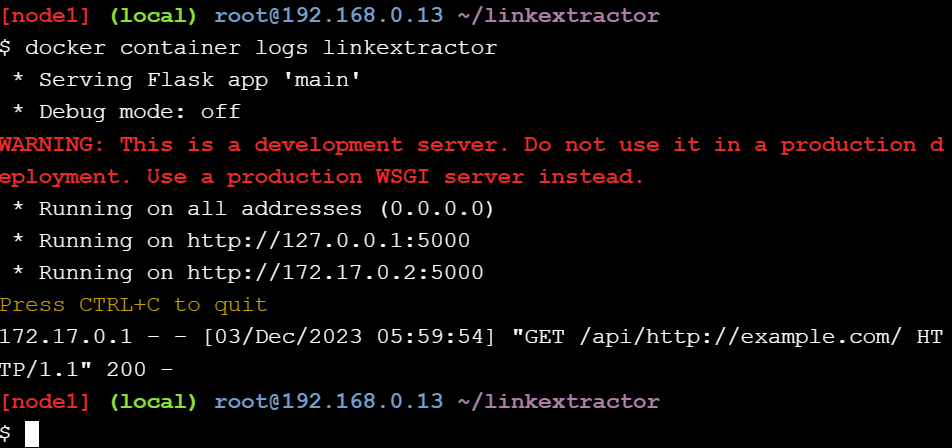 [node1] (local) root@192.168.0.13 ~/linkextractor
$ docker container logs linkextractor
 * Serving Flask app 'main'
 * Debug mode: off
WARNING: This is a development server. Do not use it in a production d
eployment. Use a production WSGI server instead.
 * Running on all addresses (0.0.0.0)
 * Running on http://127.0.0.1:5000
 * Running on http://172.17.0.2:5000
Press CTRL+C to quit
172.17.0.1 - - [03/Dec/2023 05:59:54] "GET /api/http://example.com/ HT
TP/1.1" 200 -
[node1] (local) root@192.168.0.13 ~/linkextractor
$